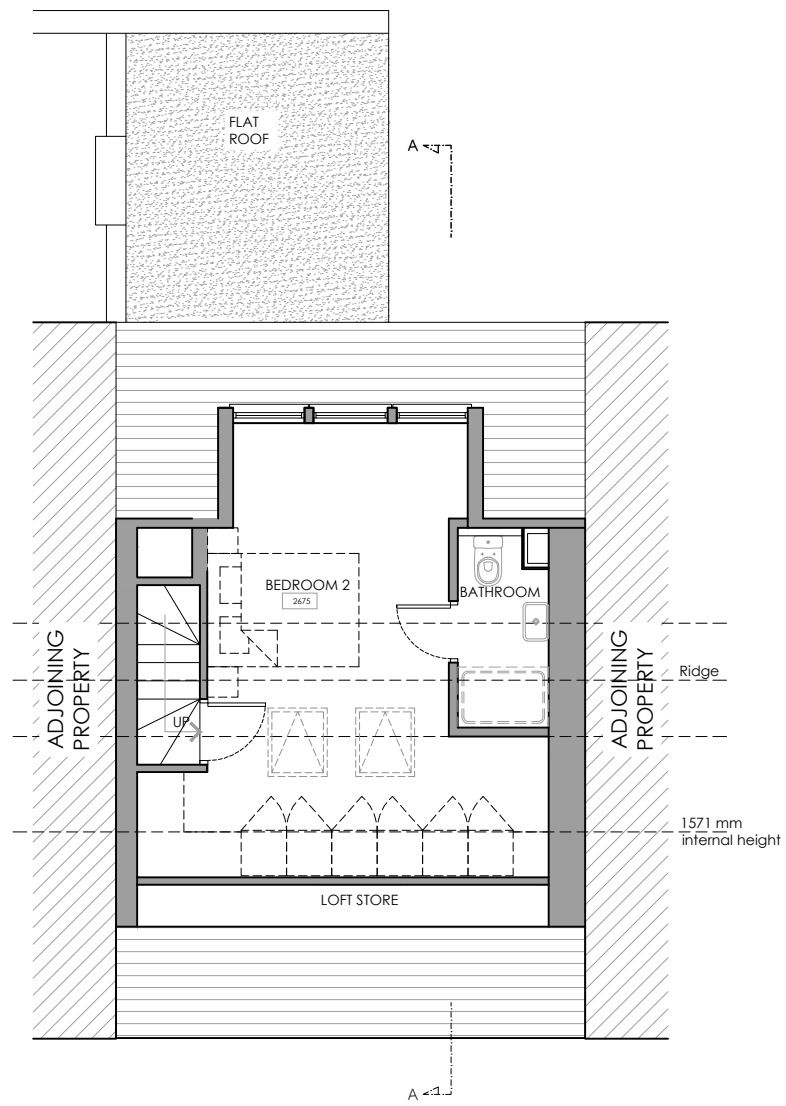 FLAT
ROOF
A
BEDROOM 2
2675
BATHROOM
ADJOINING
PROPERTY
ADJOINING
PROPERTY
Ridge
UP
1571 mm
internal height
LOFT STORE
A